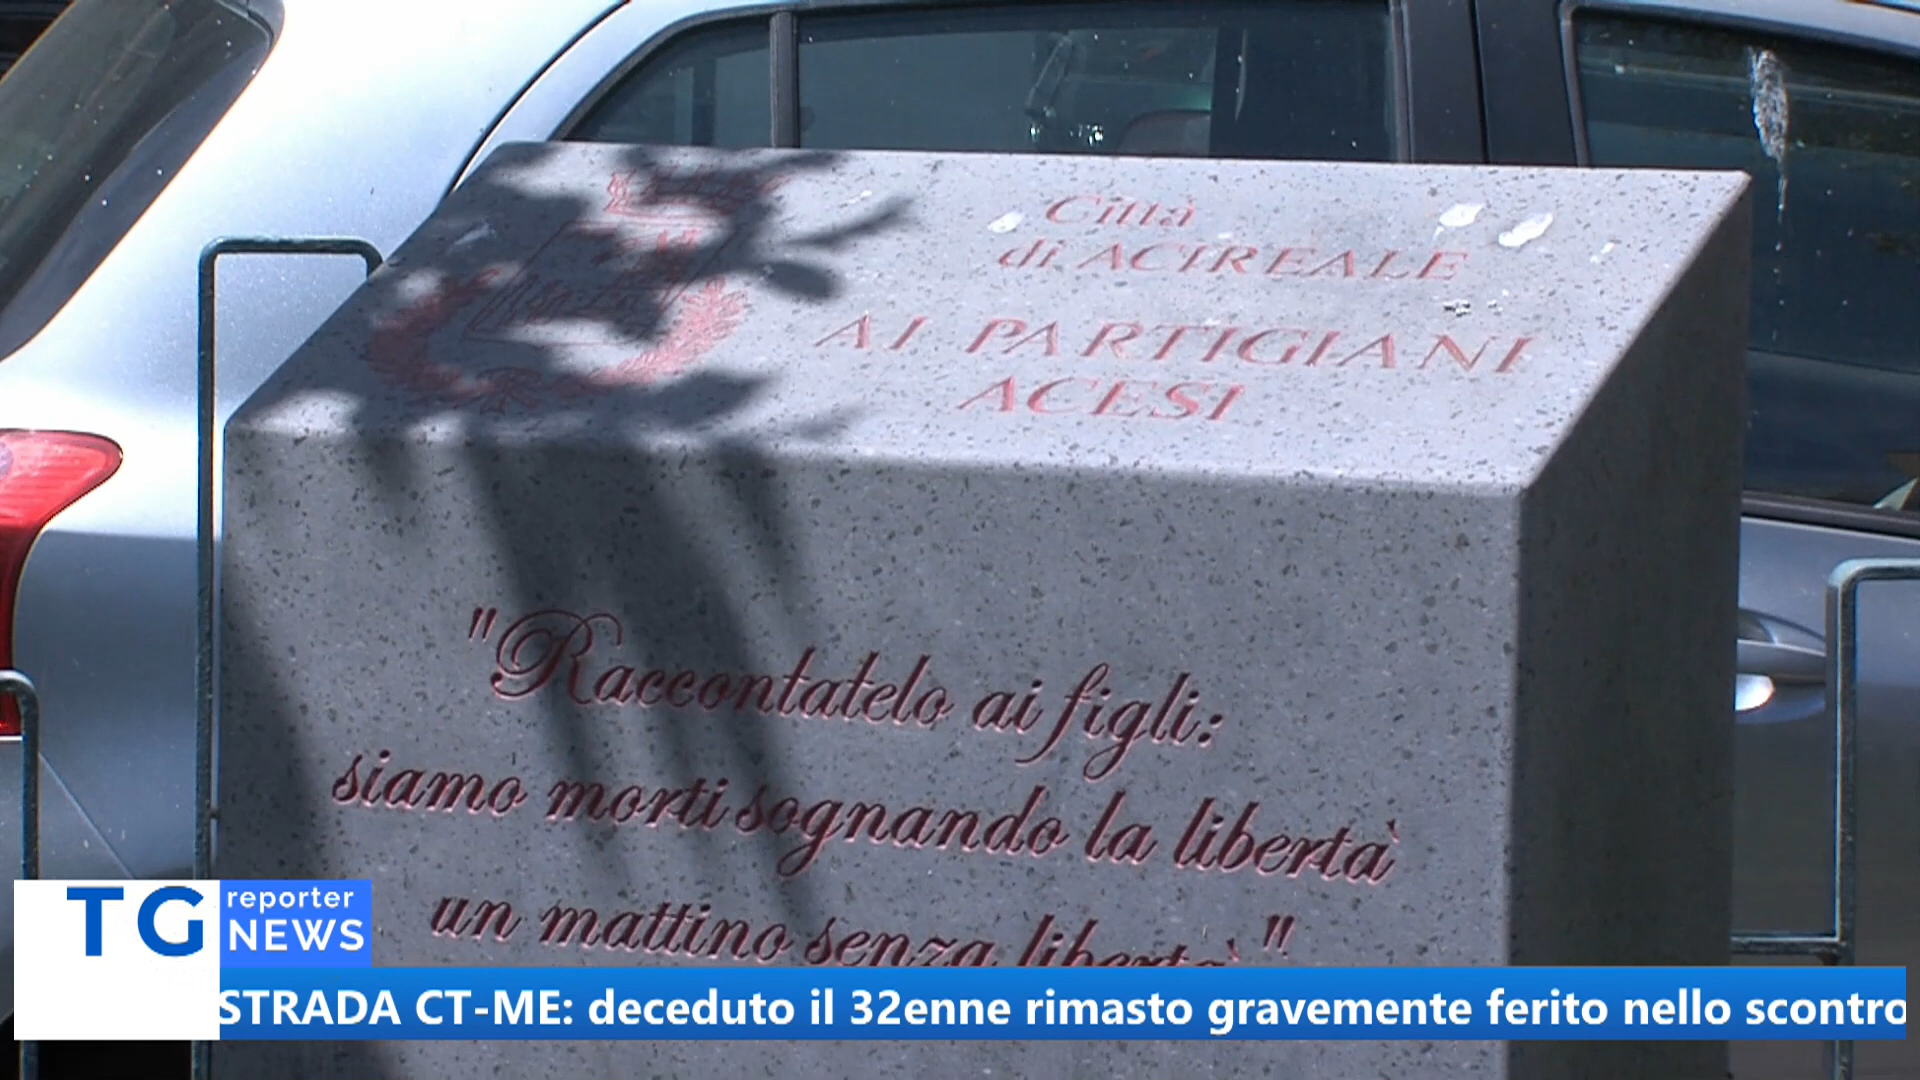 Città
di ACIREALE
AI PARTIGIANI
ACESI
"Raccontatelo ai figli:
siamo morti sognando la libertà
un mattino senza libertà"
TG reporter
NEWS
STRADA CT-ME: deceduto il 32enne rimasto gravemente ferito nello scontro